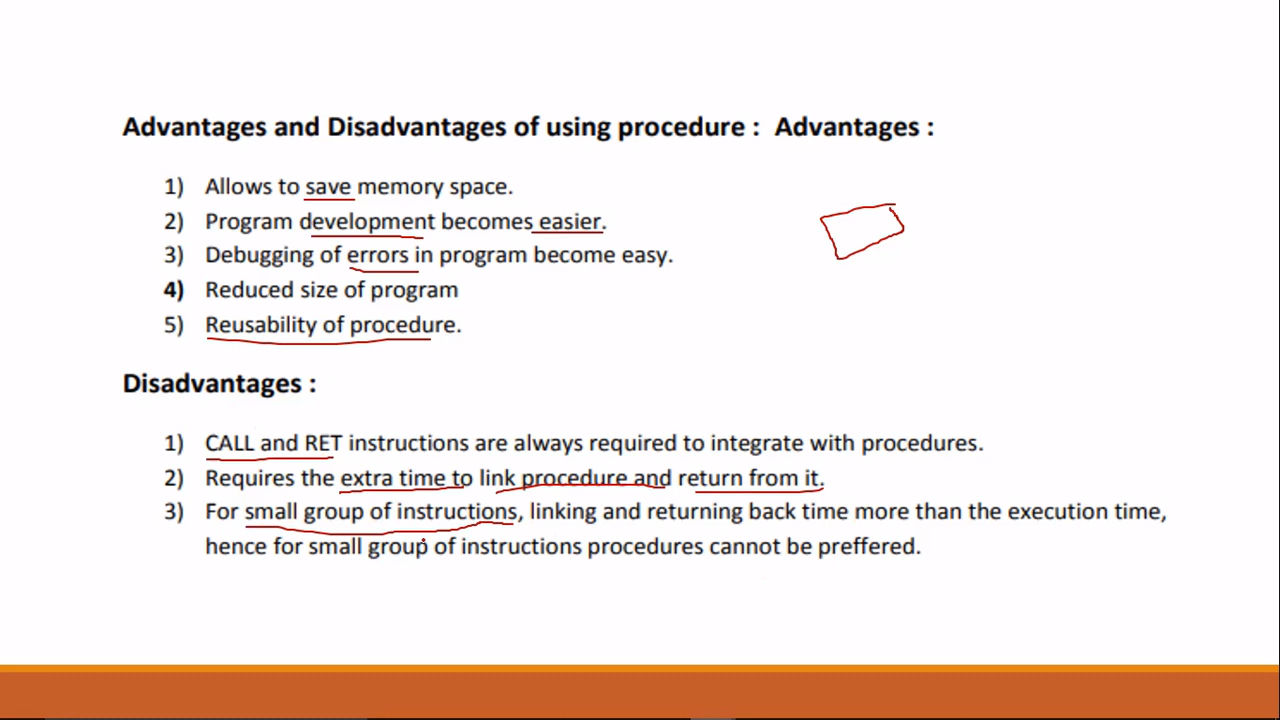 Advantages and Disadvantages of using procedure : Advantages :
1) Allows to save memory space.
2) Program development becomes easier.
3) Debugging of errors in program become easy.
4) Reduced size of program
5) Reusability of procedure.
Disadvantages :
1) CALL and RET instructions are always required to integrate with procedures.
2) Requires the extra time to link procedure and return from it.
3) For small group of instructions, linking and returning back time more than the execution time,
hence for small group of instructions procedures cannot be preffered.